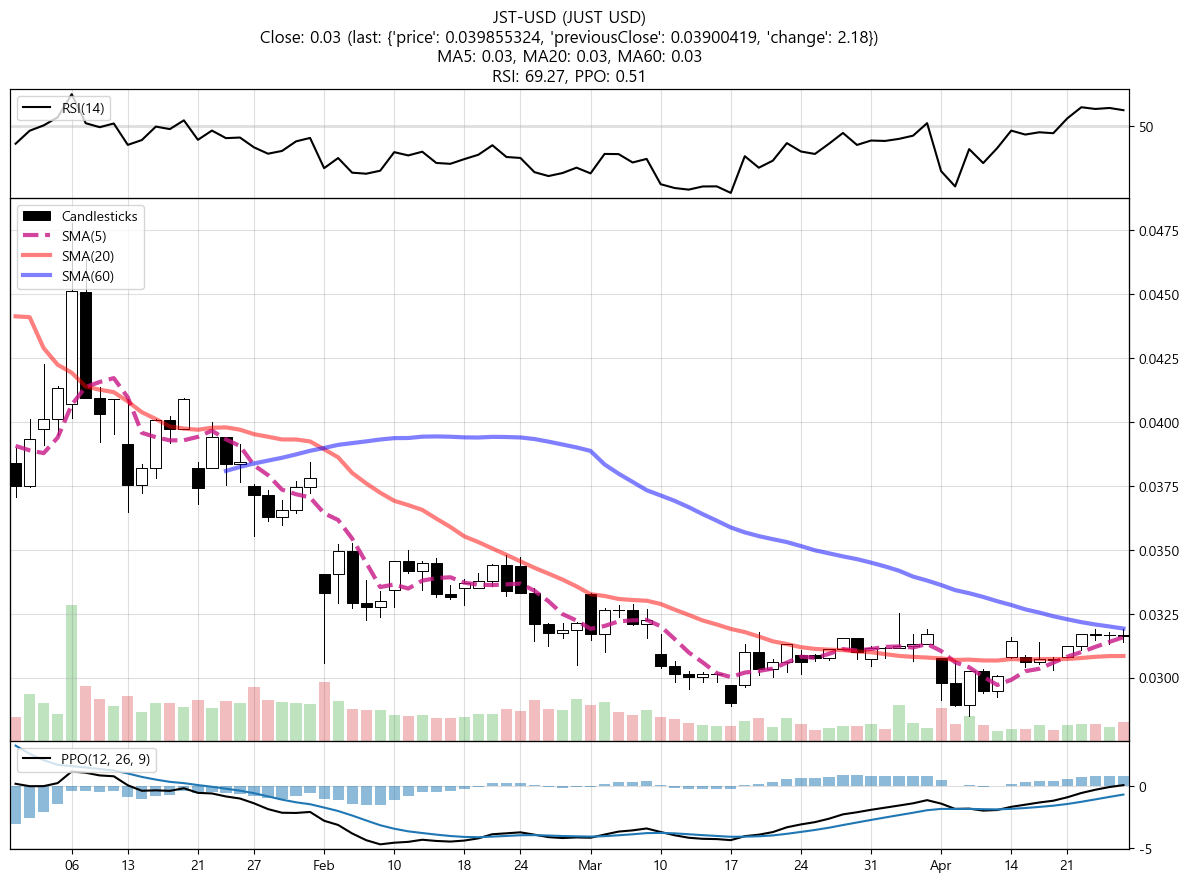 JST-USD (JUST USD)
Close: 0.03 (last: {'price': 0.039855324, 'previousClose': 0.03900419, 'change': 2.18})
MA5: 0.03, MA20: 0.03, MA60: 0.03
RSI: 69.27, PPO: 0.51
RSI(14)
50
Candlesticks
SMA(5)
SMA(20)
SMA(60)
0.0475
0.0450
0.0425
0.0400
0.0375
0.0350
0.0325
0.0300
PPO(12, 26, 9)
0
-5
06 13 21 27 Feb 10 18 24 Mar 10 17 24 31 Apr 14 21